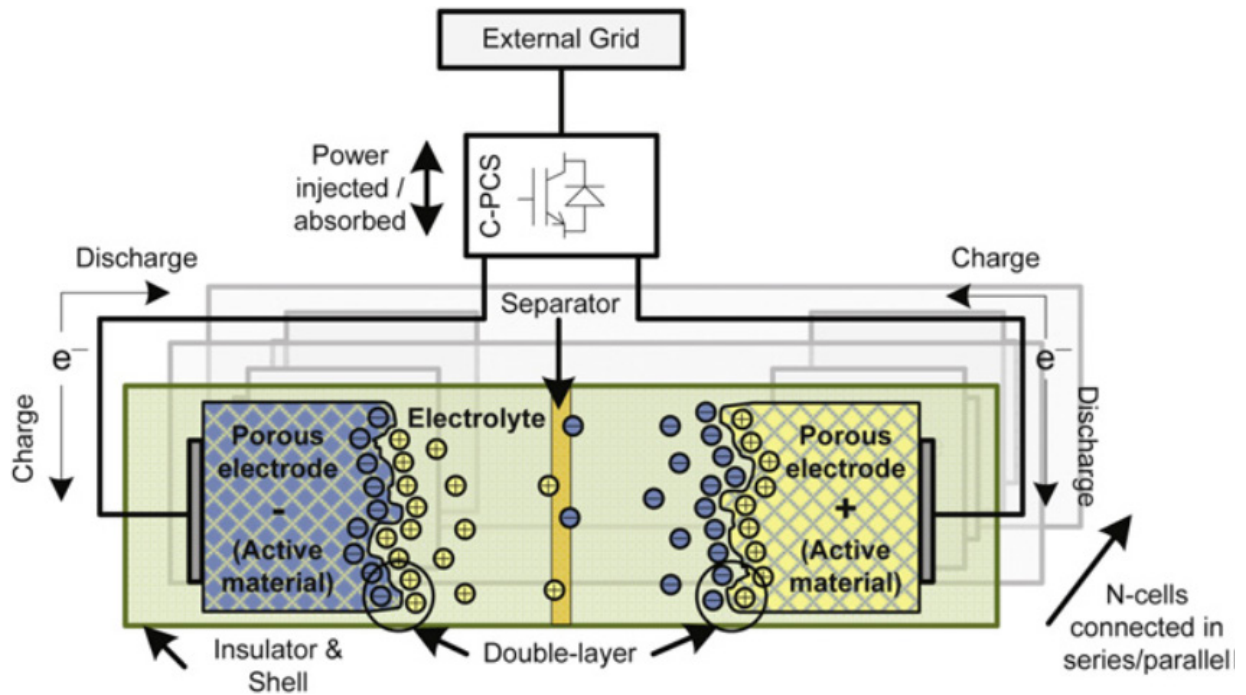 External Grid
Power
injected /
absorbed
C-PCS
Discharge
Charge
Separator
e⁻
e⁻
Charge
Discharge
Electrolyte
Porous
electrode
-
(Active
material)
Porous
electrode
+
(Active
material)
Insulator &
Shell
Double-layer
N-cells
connected in
series/parallel